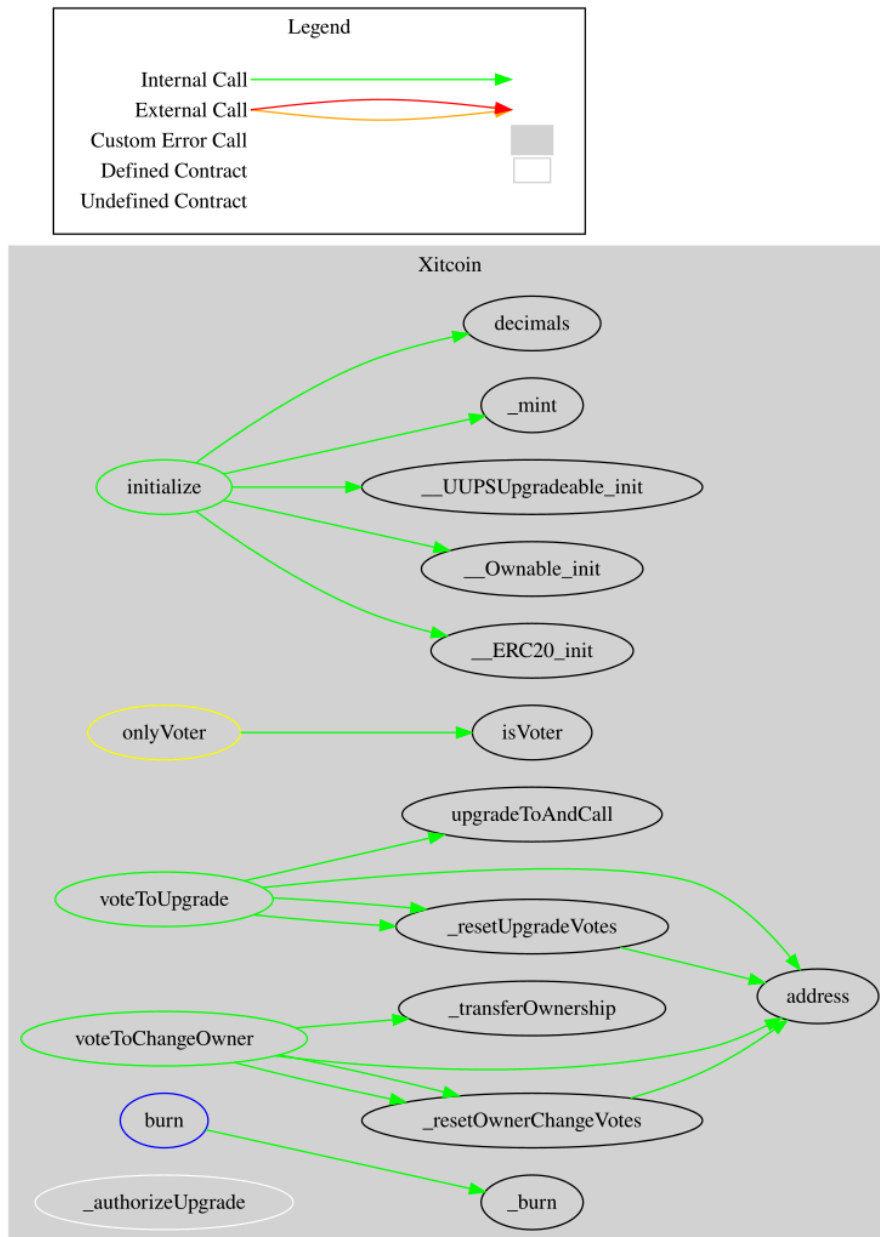 Legend
Internal Call
External Call
Custom Error Call
Defined Contract
Undefined Contract
Xitcoin
decimals
_mint
initialize
__UUPSUpgradeable_init
__Ownable_init
__ERC20_init
onlyVoter
isVoter
upgradeToAndCall
voteToUpgrade
_resetUpgradeVotes
address
_transferOwnership
voteToChangeOwner
_resetOwnerChangeVotes
burn
_authorizeUpgrade
_burn